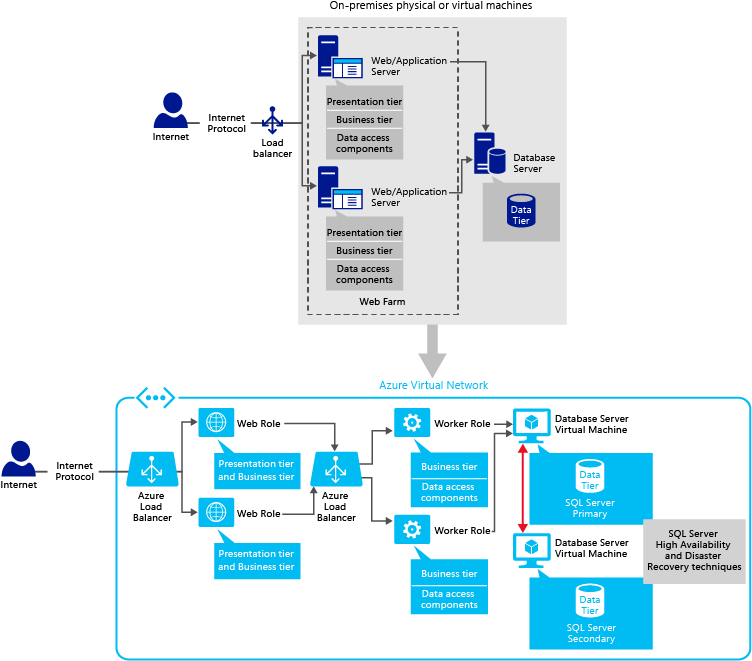 On-premises physical or virtual machines
Web/Application
Server
Presentation tier
Business tier
Data access
components
Internet
Internet
Protocol
Load
balancer
Database
Server
Data
Tier
Web/Application
Server
Presentation tier
Business tier
Data access
components
Web Farm
Azure Virtual Network
Internet
Internet
Protocol
Azure
Load
Balancer
Web Role
Presentation tier
and Business tier
Web Role
Presentation tier
and Business tier
Azure
Load
Balancer
Worker Role
Business tier
Data access
components
Worker Role
Business tier
Data access
components
Database Server
Virtual Machine
Data
Tier
SQL Server
Primary
Database Server
Virtual Machine
Data
Tier
SQL Server
Secondary
SQL Server
High Availability
and Disaster
Recovery techniques